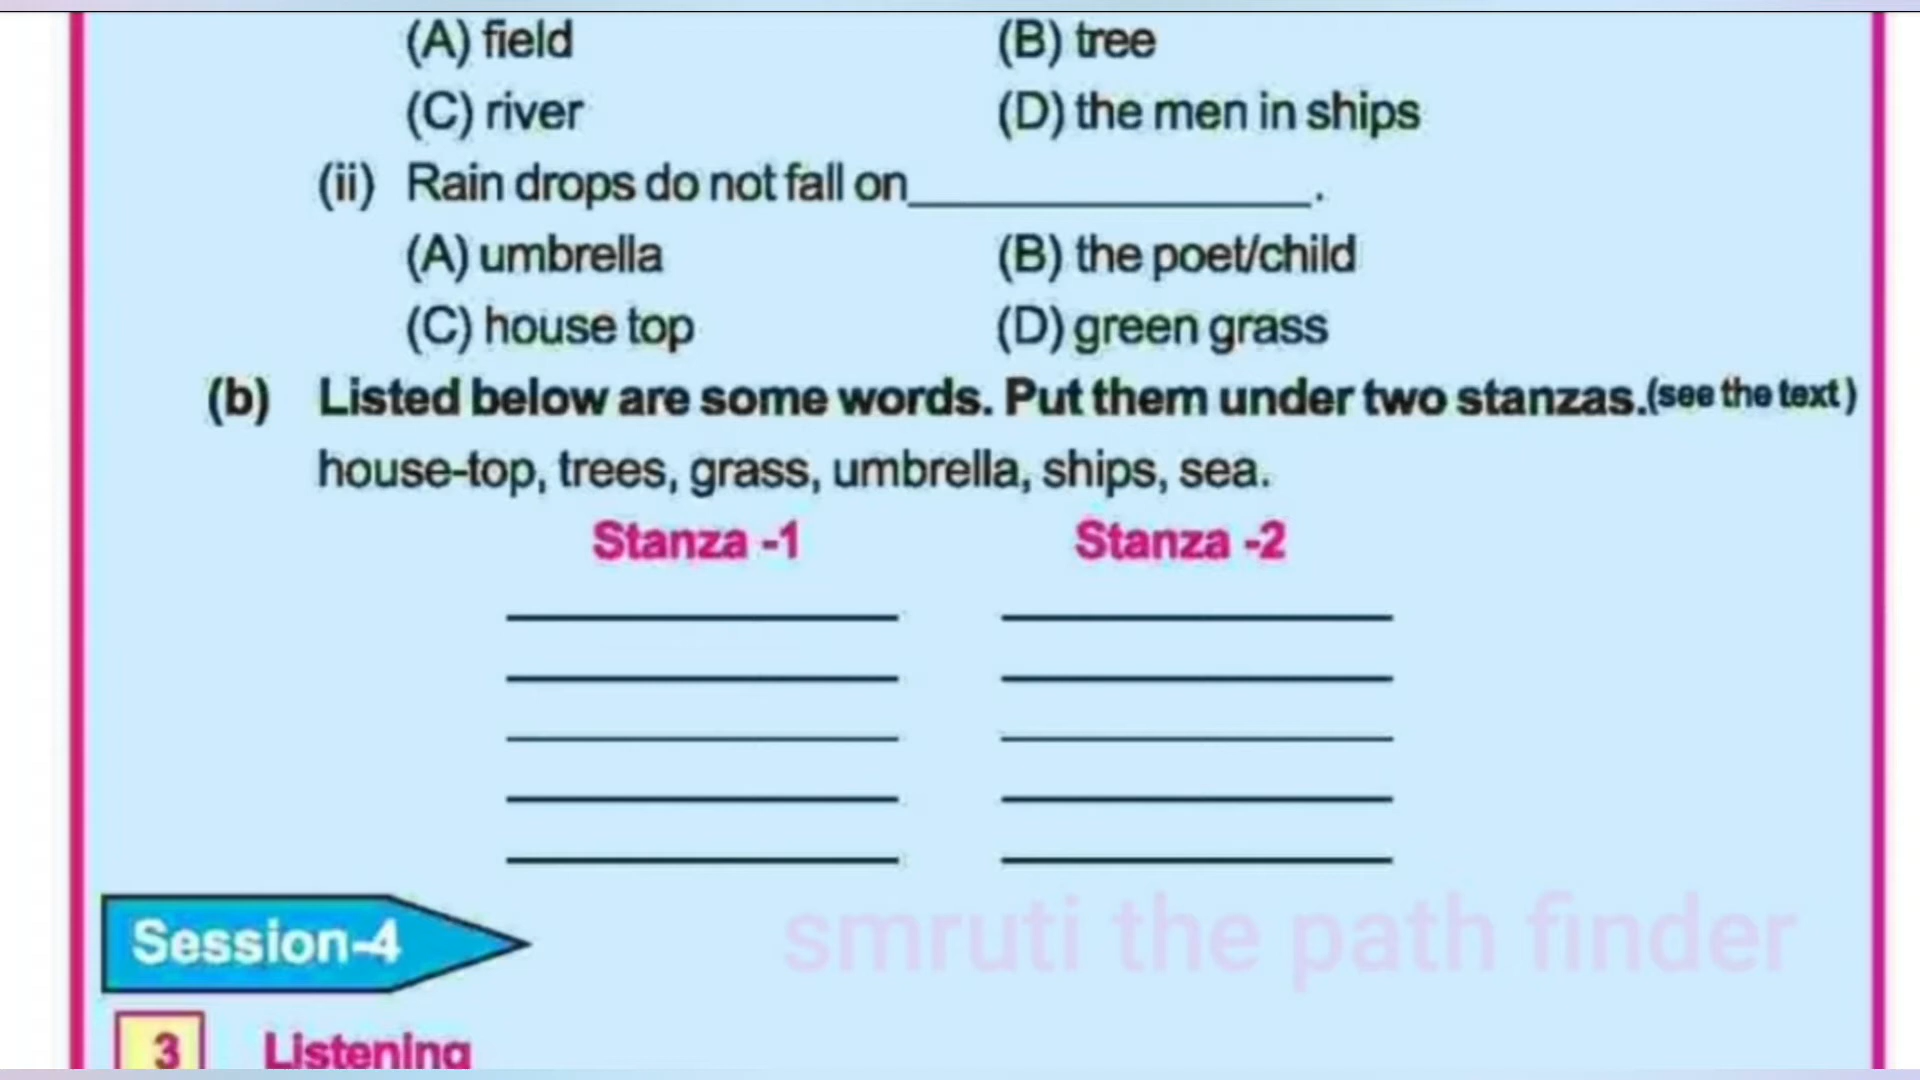 (A) field (B) tree
(C) river (D) the men in ships
(ii) Rain drops do not fall on_______________.
(A) umbrella (B) the poet/child
(C) house top (D) green grass
(b) Listed below are some words. Put them under two stanzas.(see the text)
house-top, trees, grass, umbrella, ships, sea.
Stanza -1 Stanza -2
Session-4
smruti the path finder
3 Listening